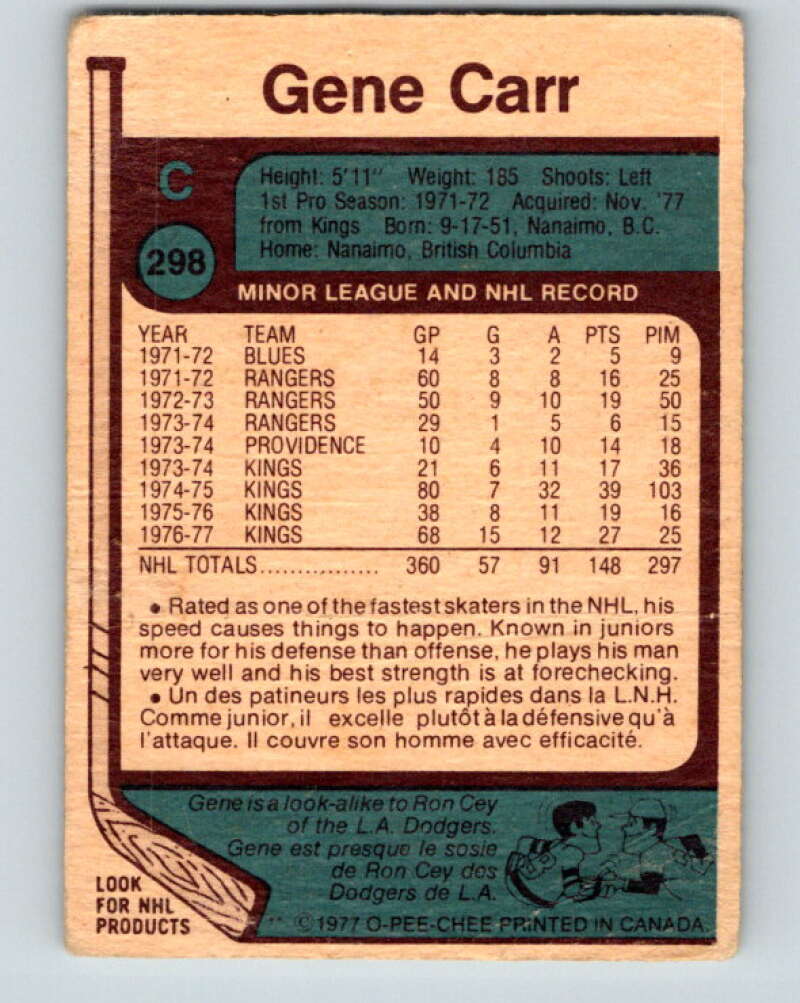 Gene Carr
C
Height: 5'11" Weight: 185 Shoots: Left
1st Pro Season: 1971-72 Acquired: Nov. '77
from Kings Born: 9-17-51, Nanaimo, B.C.
Home: Nanaimo, British Columbia
298
MINOR LEAGUE AND NHL RECORD
YEAR TEAM GP G A PTS PIM
1971-72 BLUES 14 3 2 5 9
1971-72 RANGERS 60 8 8 16 25
1972-73 RANGERS 50 9 10 19 50
1973-74 RANGERS 29 1 5 6 15
1973-74 PROVIDENCE 10 4 10 14 18
1973-74 KINGS 21 6 11 17 36
1974-75 KINGS 80 7 32 39 103
1975-76 KINGS 38 8 11 19 16
1976-77 KINGS 68 15 12 27 25
NHL TOTALS................ 360 57 91 148 297
• Rated as one of the fastest skaters in the NHL, his
speed causes things to happen. Known in juniors
more for his defense than offense, he plays his man
very well and his best strength is at forechecking.
• Un des patineurs les plus rapides dans la L.N.H.
Comme junior, il excelle plutôt à la défensive qu'à
l'attaque. Il couvre son homme avec efficacité.
Gene is a look-alike to Ron Cey
of the L.A. Dodgers.
Gene est presque le sosie
de Ron Cey des
Dodgers de L.A.
LOOK
FOR NHL
PRODUCTS
** ©1977 O-PEE-CHEE PRINTED IN CANADA